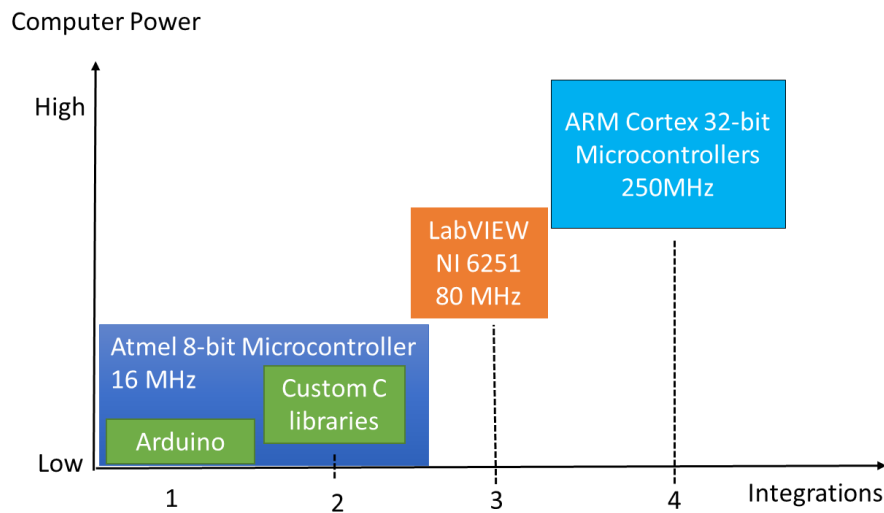 Computer Power
High
ARM Cortex 32-bit
Microcontrollers
250MHz
LabVIEW
NI 6251
80 MHz
Atmel 8-bit Microcontroller
16 MHz
Custom C
libraries
Arduino
Low
1
2
3
4
Integrations